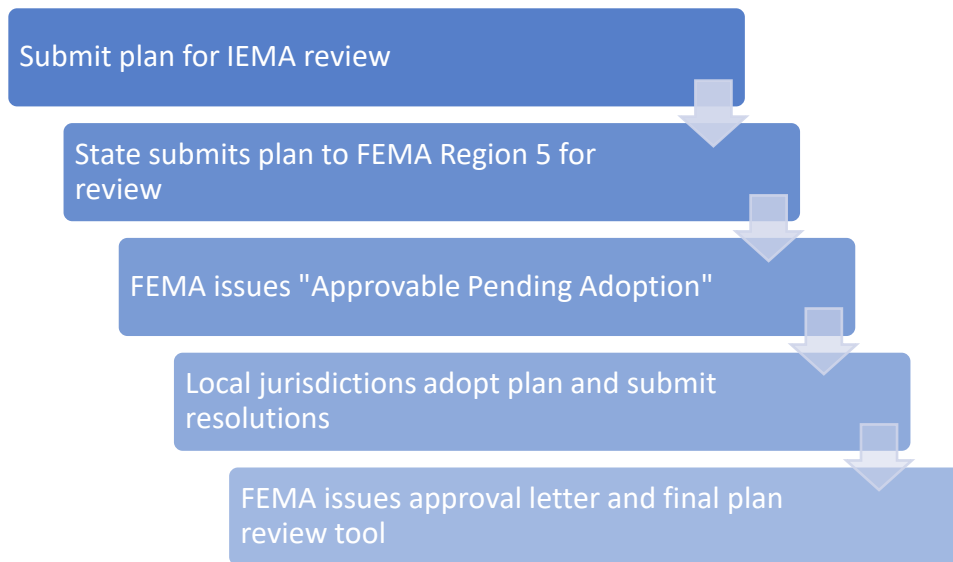 Submit plan for IEMA review
State submits plan to FEMA Region 5 for
review
FEMA issues "Approvable Pending Adoption"
Local jurisdictions adopt plan and submit
resolutions
FEMA issues approval letter and final plan
review tool